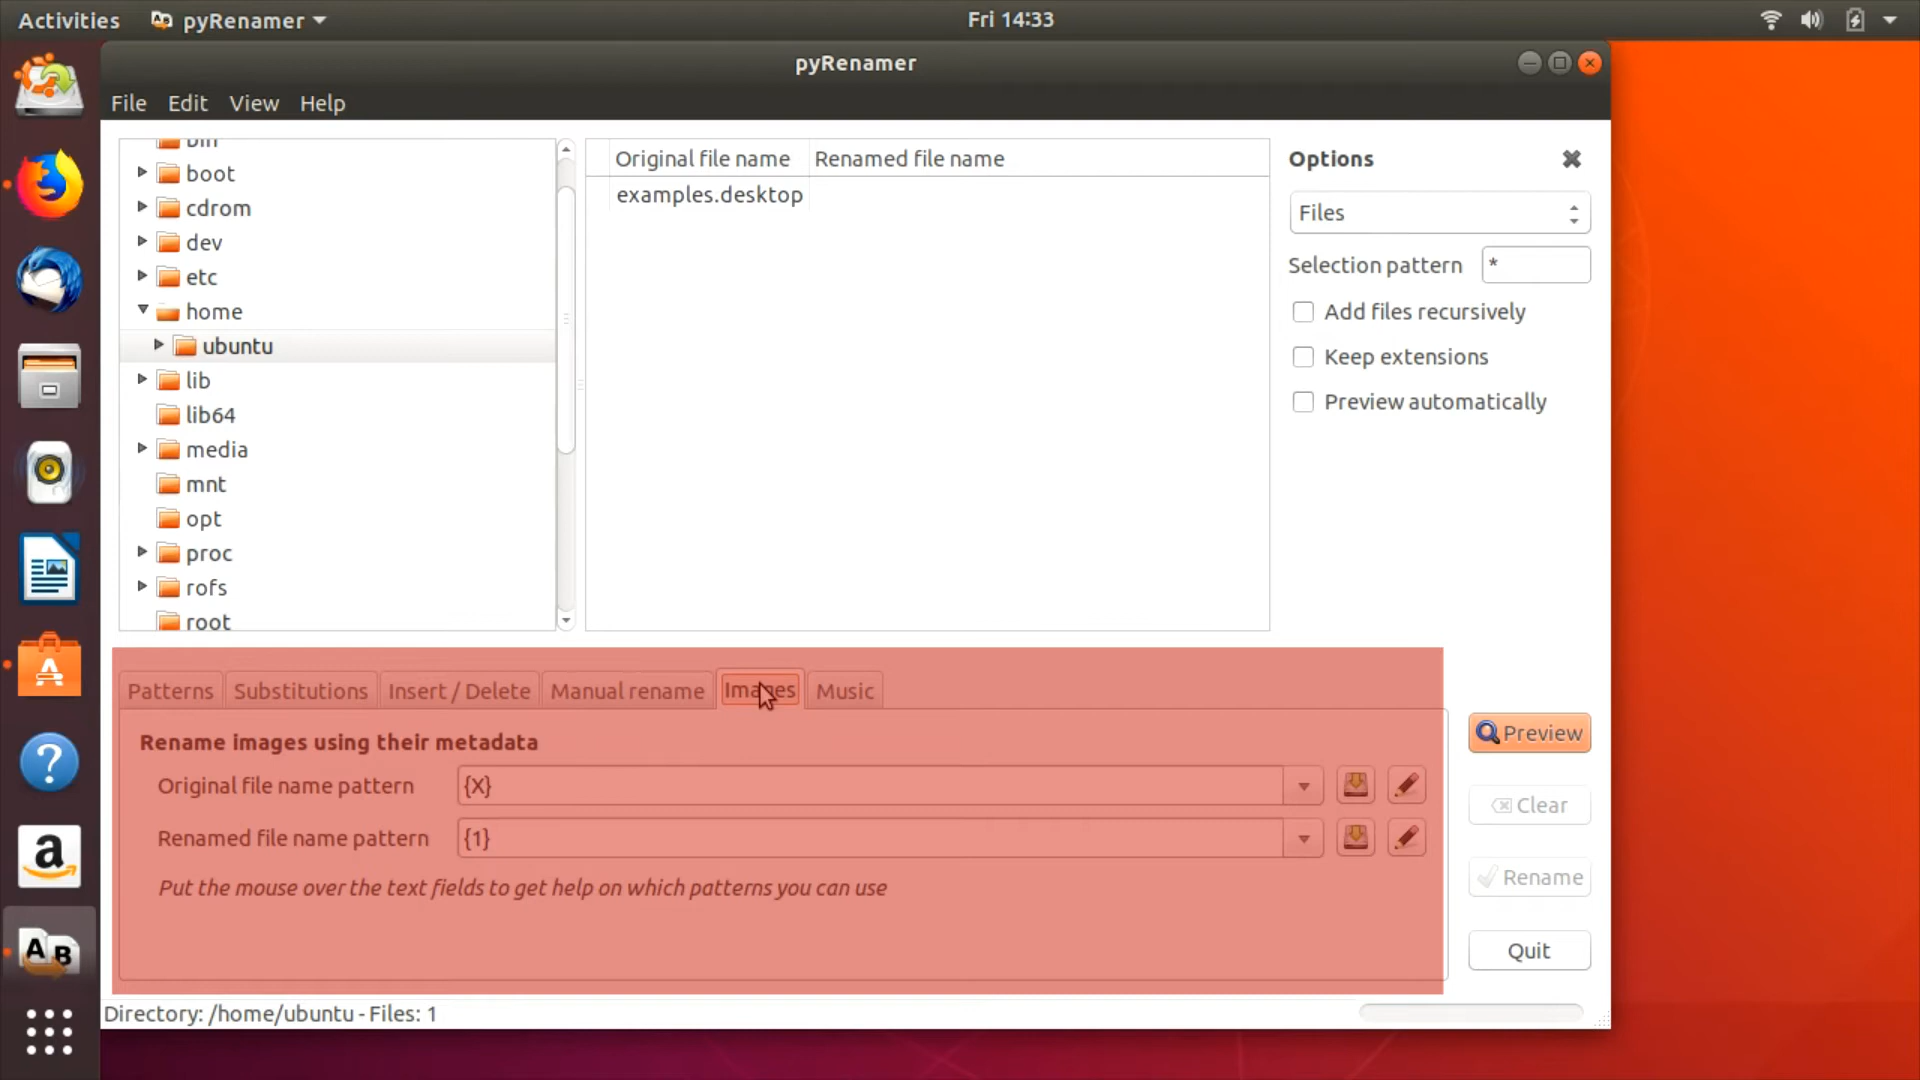 Activities pyRenamer Fri 14:33
pyRenamer
File Edit View Help
bin
boot
cdrom
dev
etc
home
ubuntu
lib
lib64
media
mnt
opt
proc
rofs
root
Original file name Renamed file name
examples.desktop
Options
Files
Selection pattern *
Add files recursively
Keep extensions
Preview automatically
Patterns Substitutions Insert / Delete Manual rename Images Music
Rename images using their metadata
Original file name pattern {X}
Renamed file name pattern {1}
Put the mouse over the text fields to get help on which patterns you can use
Preview
Clear
Rename
Quit
Directory: /home/ubuntu - Files: 1